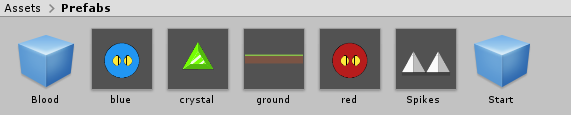 Assets > Prefabs
Blood blue crystal ground red Spikes Start